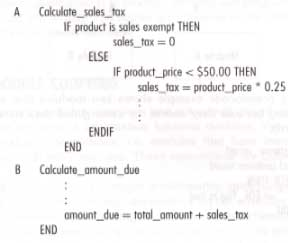 A Calculate_sales_tax
IF product is sales exempt THEN
sales_tax = 0
ELSE
IF product_price < $50.00 THEN
sales_tax = product_price * 0.25
:
:
ENDIF
END
B Calculate_amount_due
:
:
amount_due = total_amount + sales_tax
END